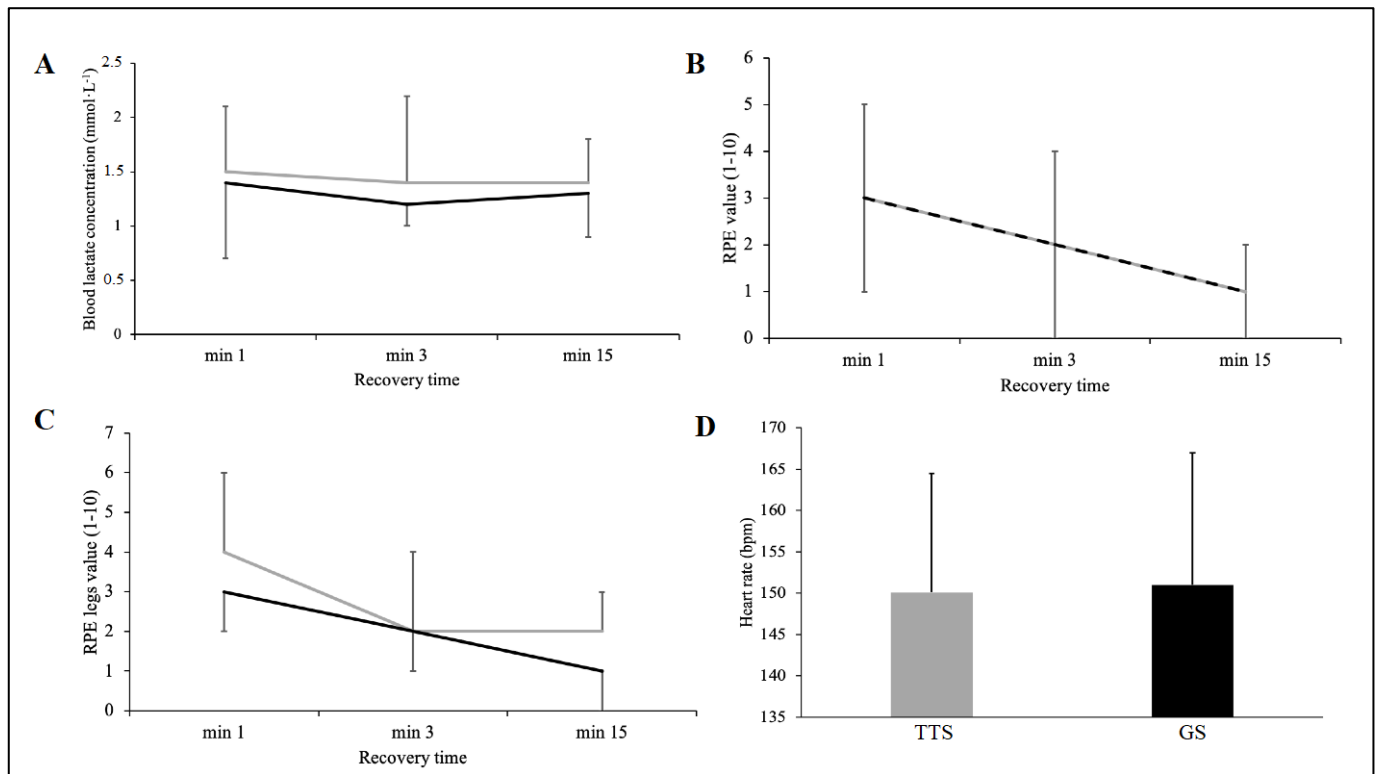 A
Blood lactate concentration (mmol·L⁻¹)
2.5
2
1.5
1
0.5
0
min 1 min 3 min 15
Recovery time
B
RPE value (1-10)
6
5
4
3
2
1
0
min 1 min 3 min 15
Recovery time
C
RPE legs value (1-10)
7
6
5
4
3
2
1
0
min 1 min 3 min 15
Recovery time
D
Heart rate (bpm)
170
165
160
155
150
145
140
135
TTS GS